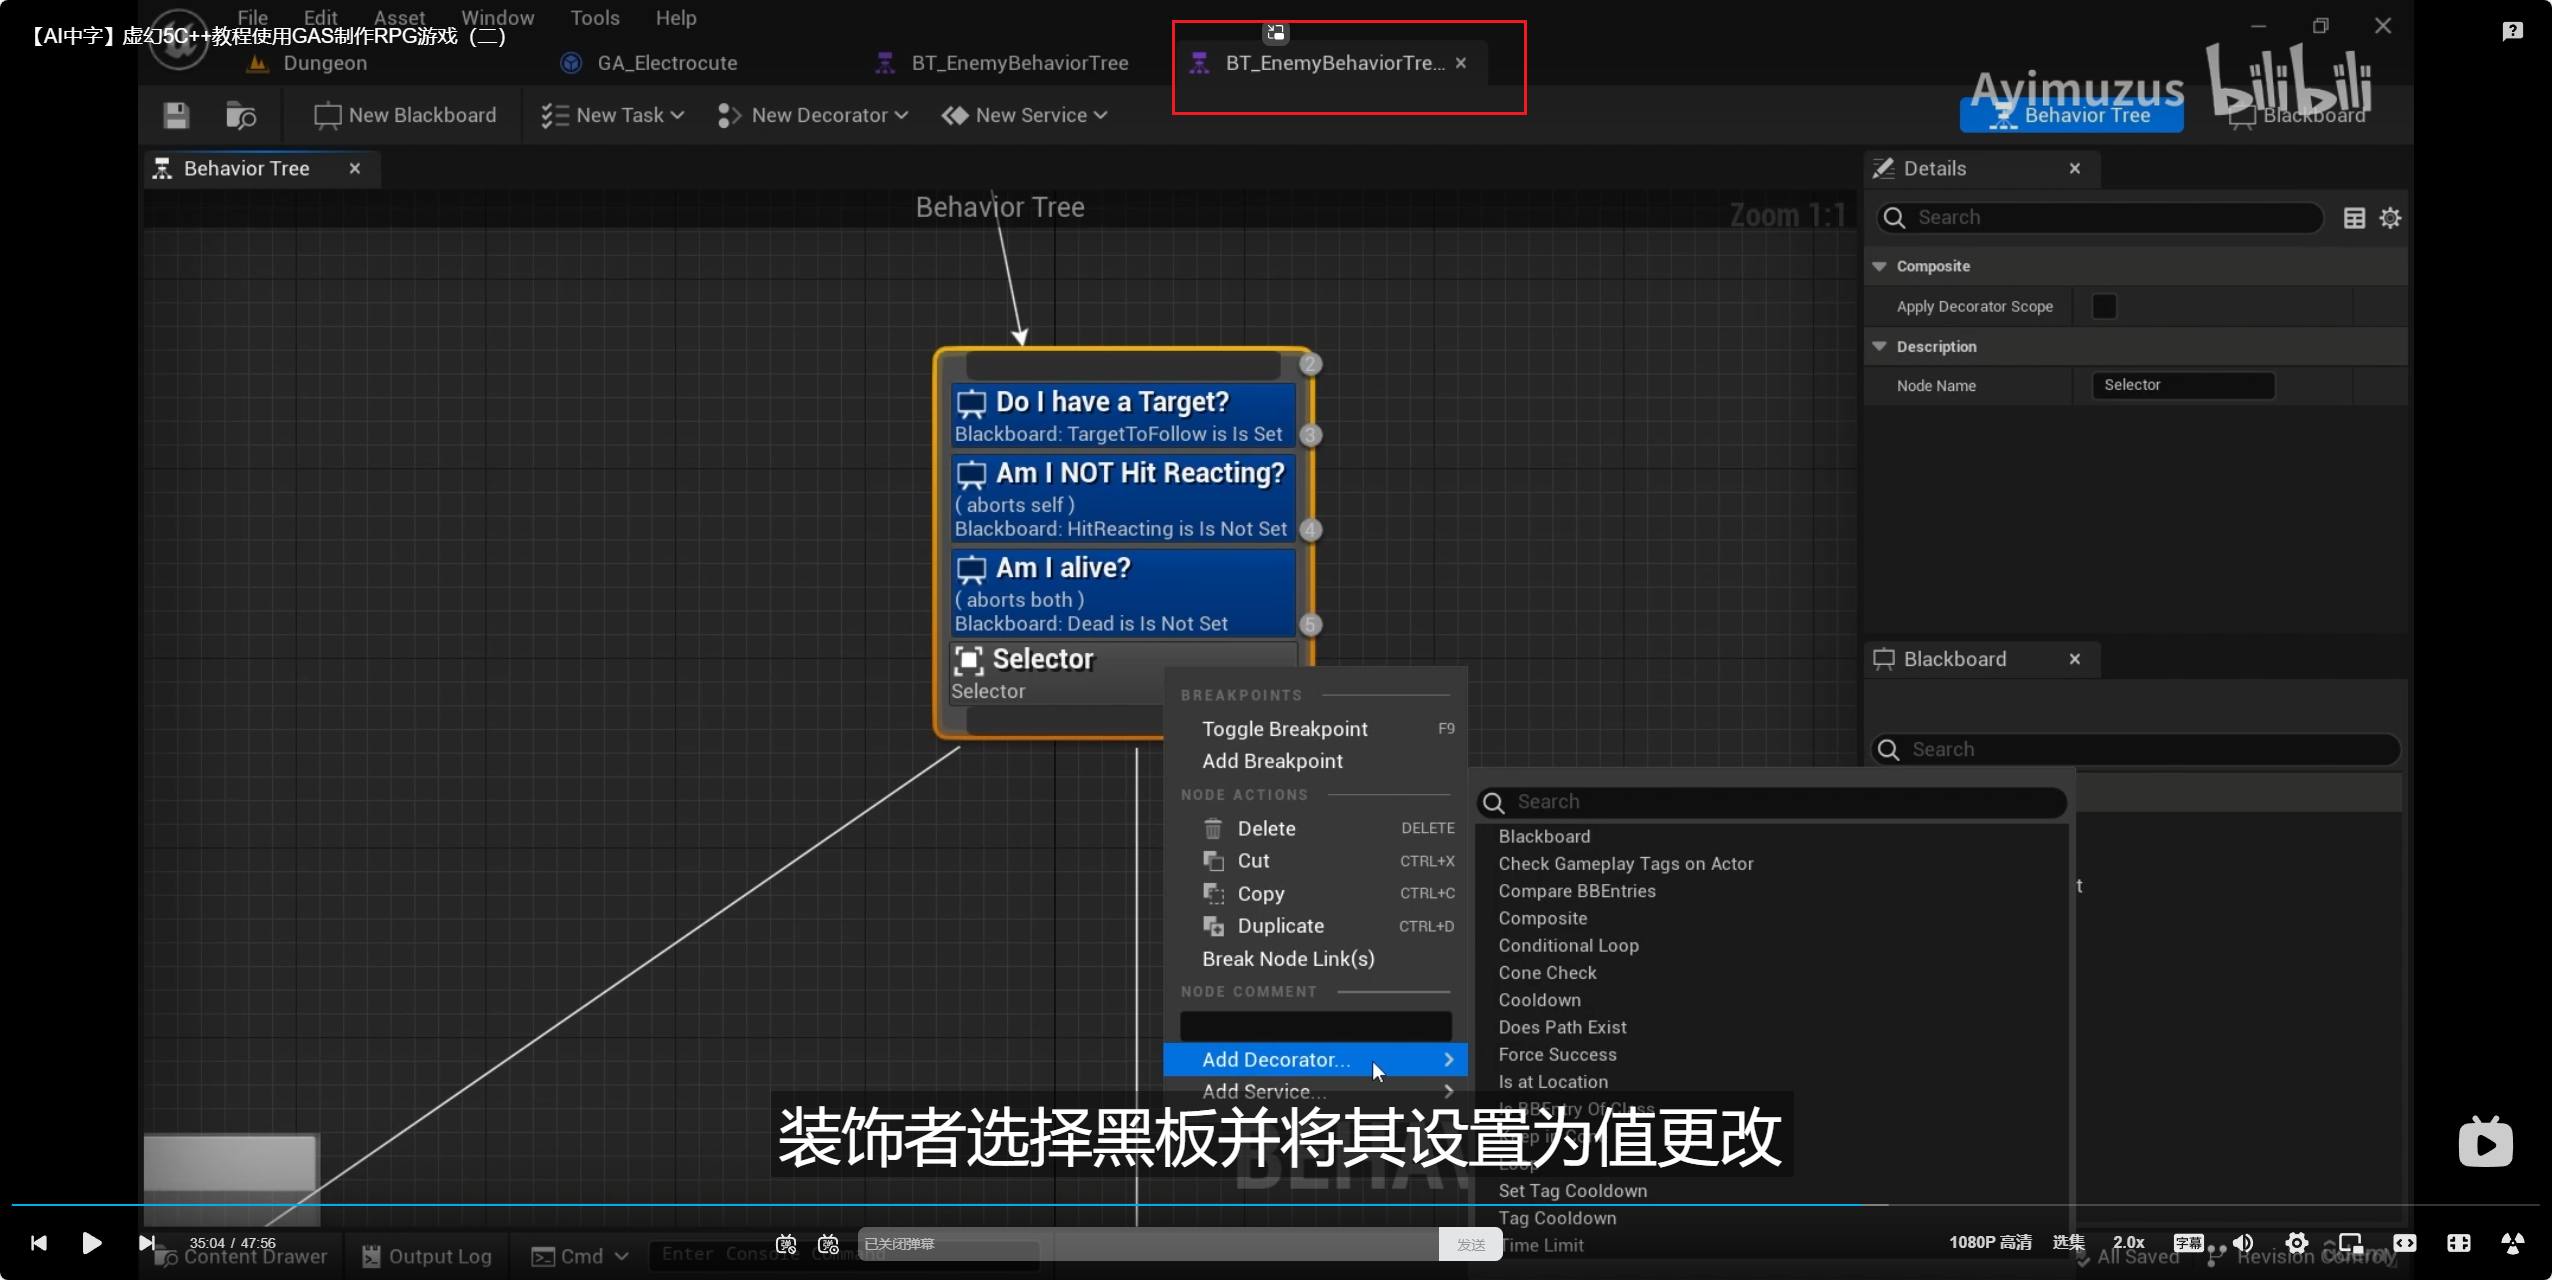 File Edit Asset Window Tools Help
【AI中字】虚幻5C++教程使用GAS制作RPG游戏（二）
Dungeon GA_Electrocute BT_EnemyBehaviorTree BT_EnemyBehaviorTre...
Ayimuzus bilibili
New Blackboard New Task New Decorator New Service Behavior Tree Blackboard
Behavior Tree
Behavior Tree
Zoom 1:1
Do I have a Target?
Blackboard: TargetToFollow is Is Set
Am I NOT Hit Reacting?
( aborts self )
Blackboard: HitReacting is Is Not Set
Am I alive?
( aborts both )
Blackboard: Dead is Is Not Set
Selector
Selector
2
3
4
5
BREAKPOINTS
Toggle Breakpoint F9
Add Breakpoint
NODE ACTIONS
Delete DELETE
Cut CTRL+X
Copy CTRL+C
Duplicate CTRL+D
Break Node Link(s)
NODE COMMENT
Add Decorator...
Add Service...
Search
Blackboard
Check Gameplay Tags on Actor
Compare BBEntries
Composite
Conditional Loop
Cone Check
Cooldown
Does Path Exist
Force Success
Is at Location
Is BBEntry Of Class
Loop
Set Tag Cooldown
Tag Cooldown
Time Limit
Details
Search
Composite
Apply Decorator Scope
Description
Node Name Selector
Blackboard
Search
t
装饰者选择黑板并将其设置为值更改
35:04 / 47:56
已关闭弹幕
发送
1080P 高清 选集 2.0x 字幕
Content Drawer Output Log Cmd Enter Console Command All Saved Revision Control